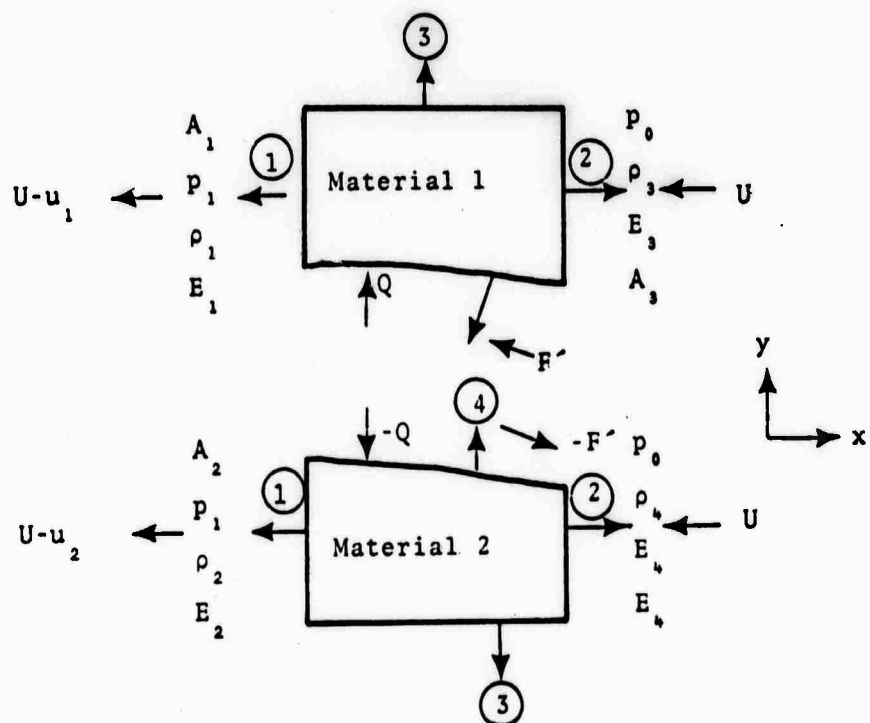 3
A₁ p₀
1 2
Material 1
U-u₁ p₁ ρ₃ U
ρ₁ E₃
E₁ Q A₃
F′
y
4
-Q -F′ p₀
x
A₂
1 2
p₁ ρ₄
U-u₂ U
Material 2
ρ₂ E₄
E₂ E₄
3